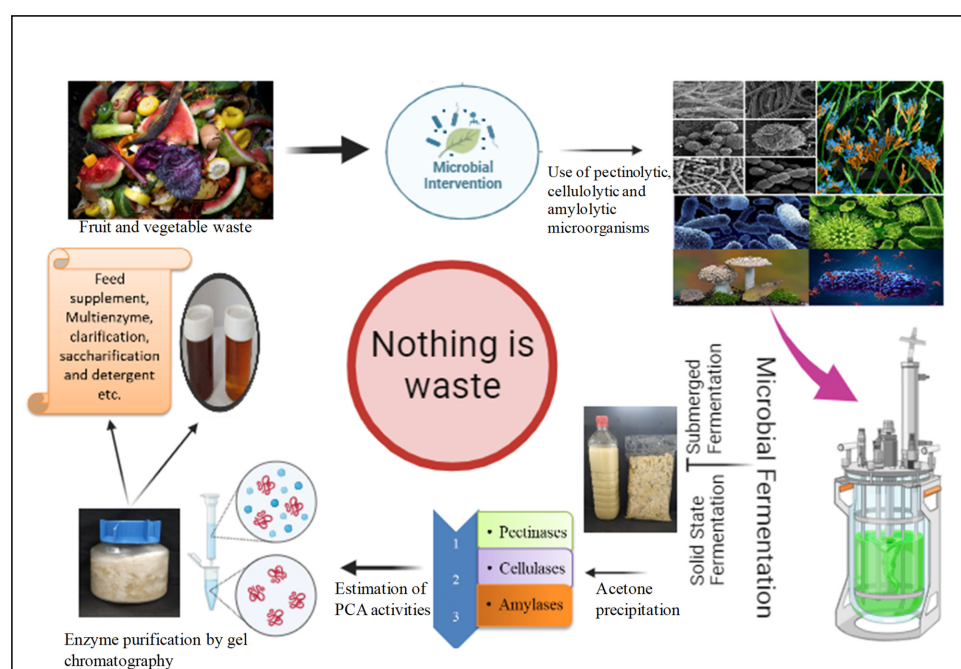 Fruit and vegetable waste
Microbial
Intervention
Use of pectinolytic,
cellulolytic and
amylolytic
microorganisms
Feed
supplement,
Multienzyme,
clarification,
saccharification
and detergent
etc.
Nothing is
waste
Submerged
Fermentation
Solid State
Fermentation
Microbial Fermentation
1
• Pectinases
2
• Cellulases
3
• Amylases
Acetone
precipitation
Estimation of
PCA activities
Enzyme purification by gel
chromatography